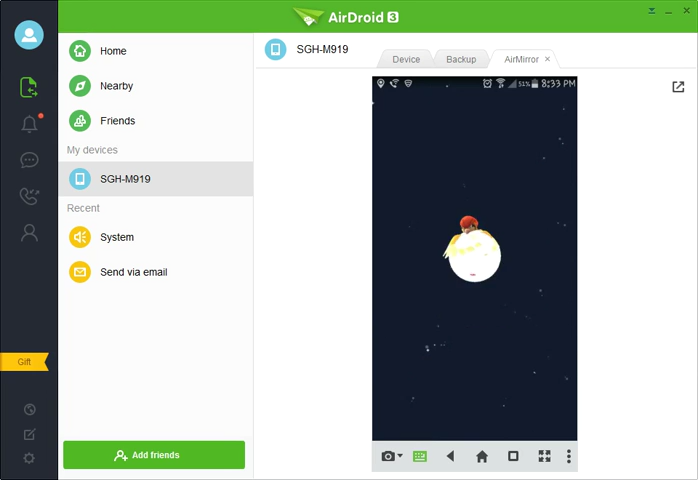 AirDroid 3
Home
Nearby
Friends
My devices
SGH-M919
Recent
System
Send via email
Gift
Add friends
SGH-M919
Device
Backup
AirMirror
51%
8:33 PM